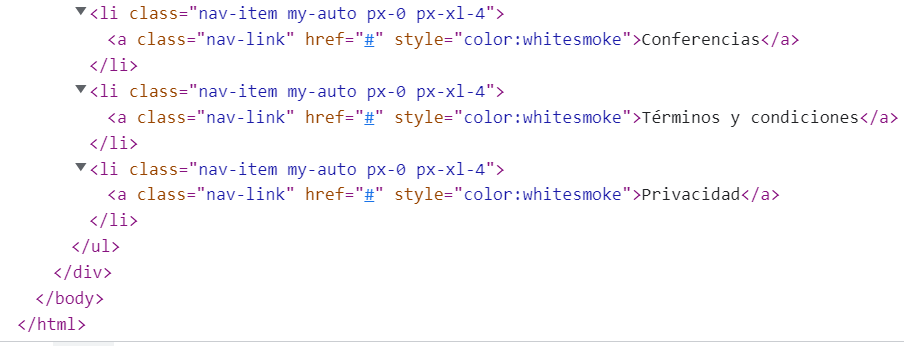 <li class="nav-item my-auto px-0 px-xl-4">
<a class="nav-link" href="#" style="color:whitesmoke">Conferencias</a>
</li>
<li class="nav-item my-auto px-0 px-xl-4">
<a class="nav-link" href="#" style="color:whitesmoke">Términos y condiciones</a>
</li>
<li class="nav-item my-auto px-0 px-xl-4">
<a class="nav-link" href="#" style="color:whitesmoke">Privacidad</a>
</li>
</ul>
</div>
</body>
</html>